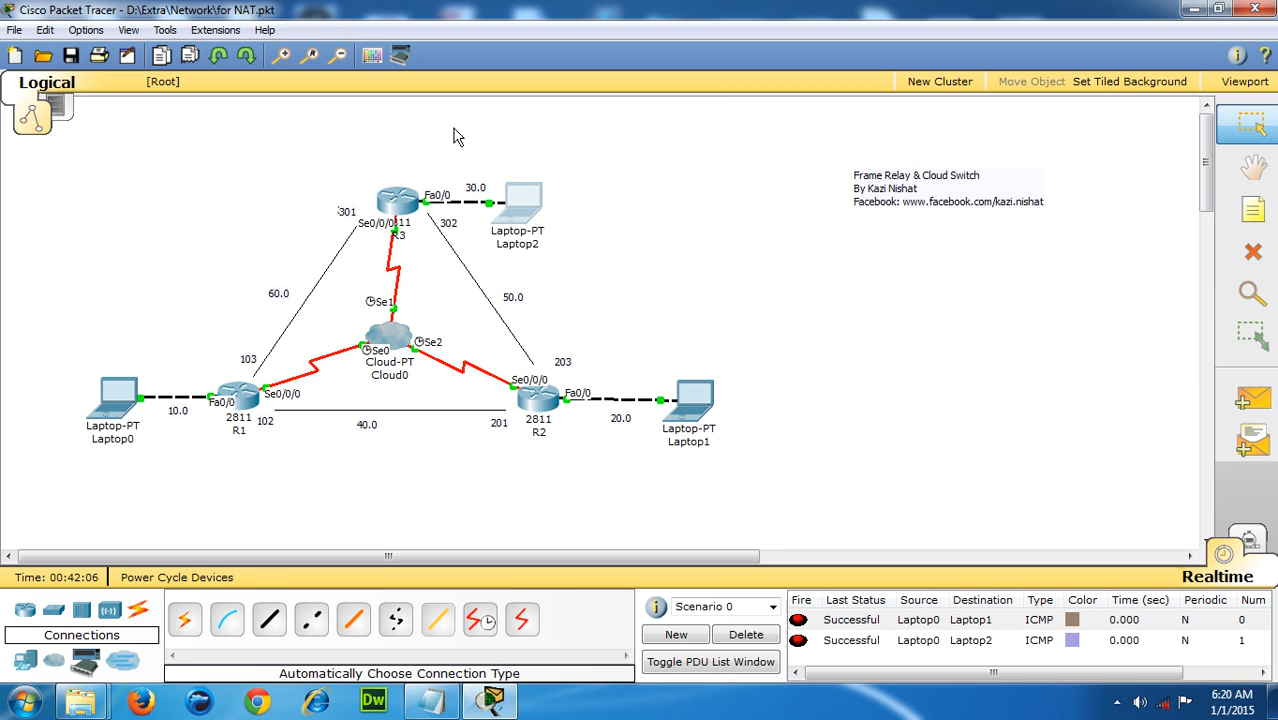 Cisco Packet Tracer - D:\Extra\Network\for NAT.pkt
File Edit Options View Tools Extensions Help
Logical [Root] New Cluster Move Object Set Tiled Background Viewport
Frame Relay & Cloud Switch
By Kazi Nishat
Facebook: www.facebook.com/kazi.nishat
Fa0/0 30.0
301 Se0/0/0 302
R3
Laptop-PT
Laptop2
60.0 50.0
Se1
Se2
Se0
Cloud-PT
Cloud0
103 203
Se0/0/0 Se0/0/0
Fa0/0 Fa0/0
10.0 20.0
2811
R1
102 40.0 201
2811
R2
Laptop-PT
Laptop0
Laptop-PT
Laptop1
Time: 00:42:06 Power Cycle Devices Realtime
Connections
Automatically Choose Connection Type
Scenario 0
New Delete
Toggle PDU List Window
Fire Last Status Source Destination Type Color Time (sec) Periodic Num
Successful Laptop0 Laptop1 ICMP 0.000 N 0
Successful Laptop0 Laptop2 ICMP 0.000 N 1
Dw
6:20 AM
1/1/2015